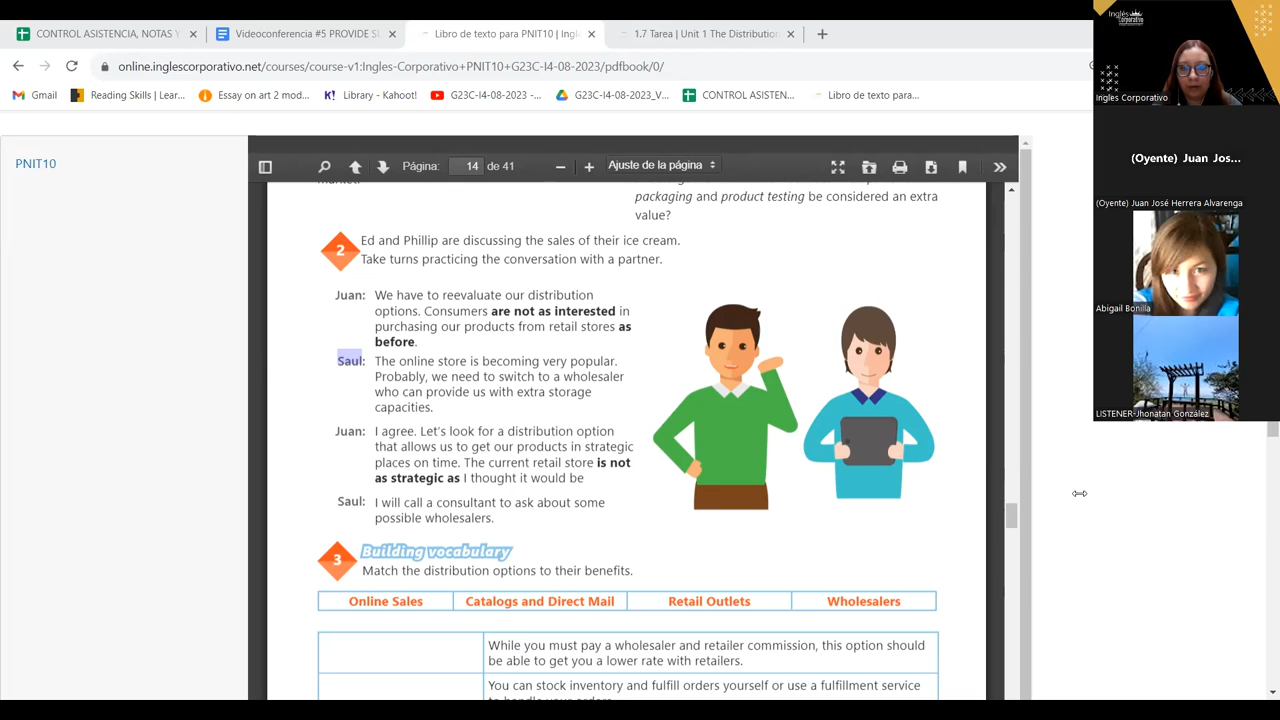 CONTROL ASISTENCIA, NOTAS Y
Videoconferencia #5 PROVIDE SU
Libro de texto para PNIT10 | Ingl
1.7 Tarea | Unit 1 The Distribution
online.inglescorporativo.net/courses/course-v1:Ingles-Corporativo+PNIT10+G23C-I4-08-2023/pdfbook/0/
Gmail
Reading Skills | Lear...
Essay on art 2 mod...
Library - Kano...
G23C-I4-08-2023 -...
G23C-I4-08-2023_V...
CONTROL ASISTEN...
Libro de texto para...
PNIT10
Página: 14 de 41
Ajuste de la página
packaging and product testing be considered an extra
value?
2
Ed and Phillip are discussing the sales of their ice cream.
Take turns practicing the conversation with a partner.
Juan: We have to reevaluate our distribution
options. Consumers are not as interested in
purchasing our products from retail stores as
before.
Saul: The online store is becoming very popular.
Probably, we need to switch to a wholesaler
who can provide us with extra storage
capacities.
Juan: I agree. Let's look for a distribution option
that allows us to get our products in strategic
places on time. The current retail store is not
as strategic as I thought it would be
Saul: I will call a consultant to ask about some
possible wholesalers.
3
Building vocabulary
Match the distribution options to their benefits.
Online Sales
Catalogs and Direct Mail
Retail Outlets
Wholesalers
While you must pay a wholesaler and retailer commission, this option should
be able to get you a lower rate with retailers.
You can stock inventory and fulfill orders yourself or use a fulfillment service
Inglés
Corporativo
Ingles Corporativo
(Oyente) Juan Jos...
(Oyente) Juan José Herrera Alvarenga
Abigail Bonilla
LISTENER-Jhonatan González